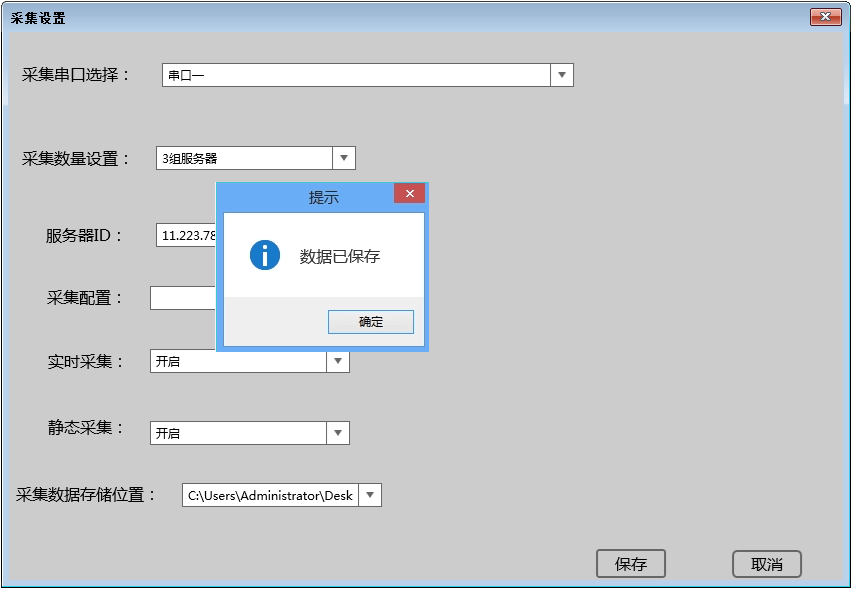 采集设置
采集串口选择：
串口一
采集数量设置：
3组服务器
提示
服务器ID：
11.223.78
数据已保存
采集配置：
确定
实时采集：
开启
静态采集：
开启
采集数据存储位置：
C:\Users\Administrator\Desk
保存
取消